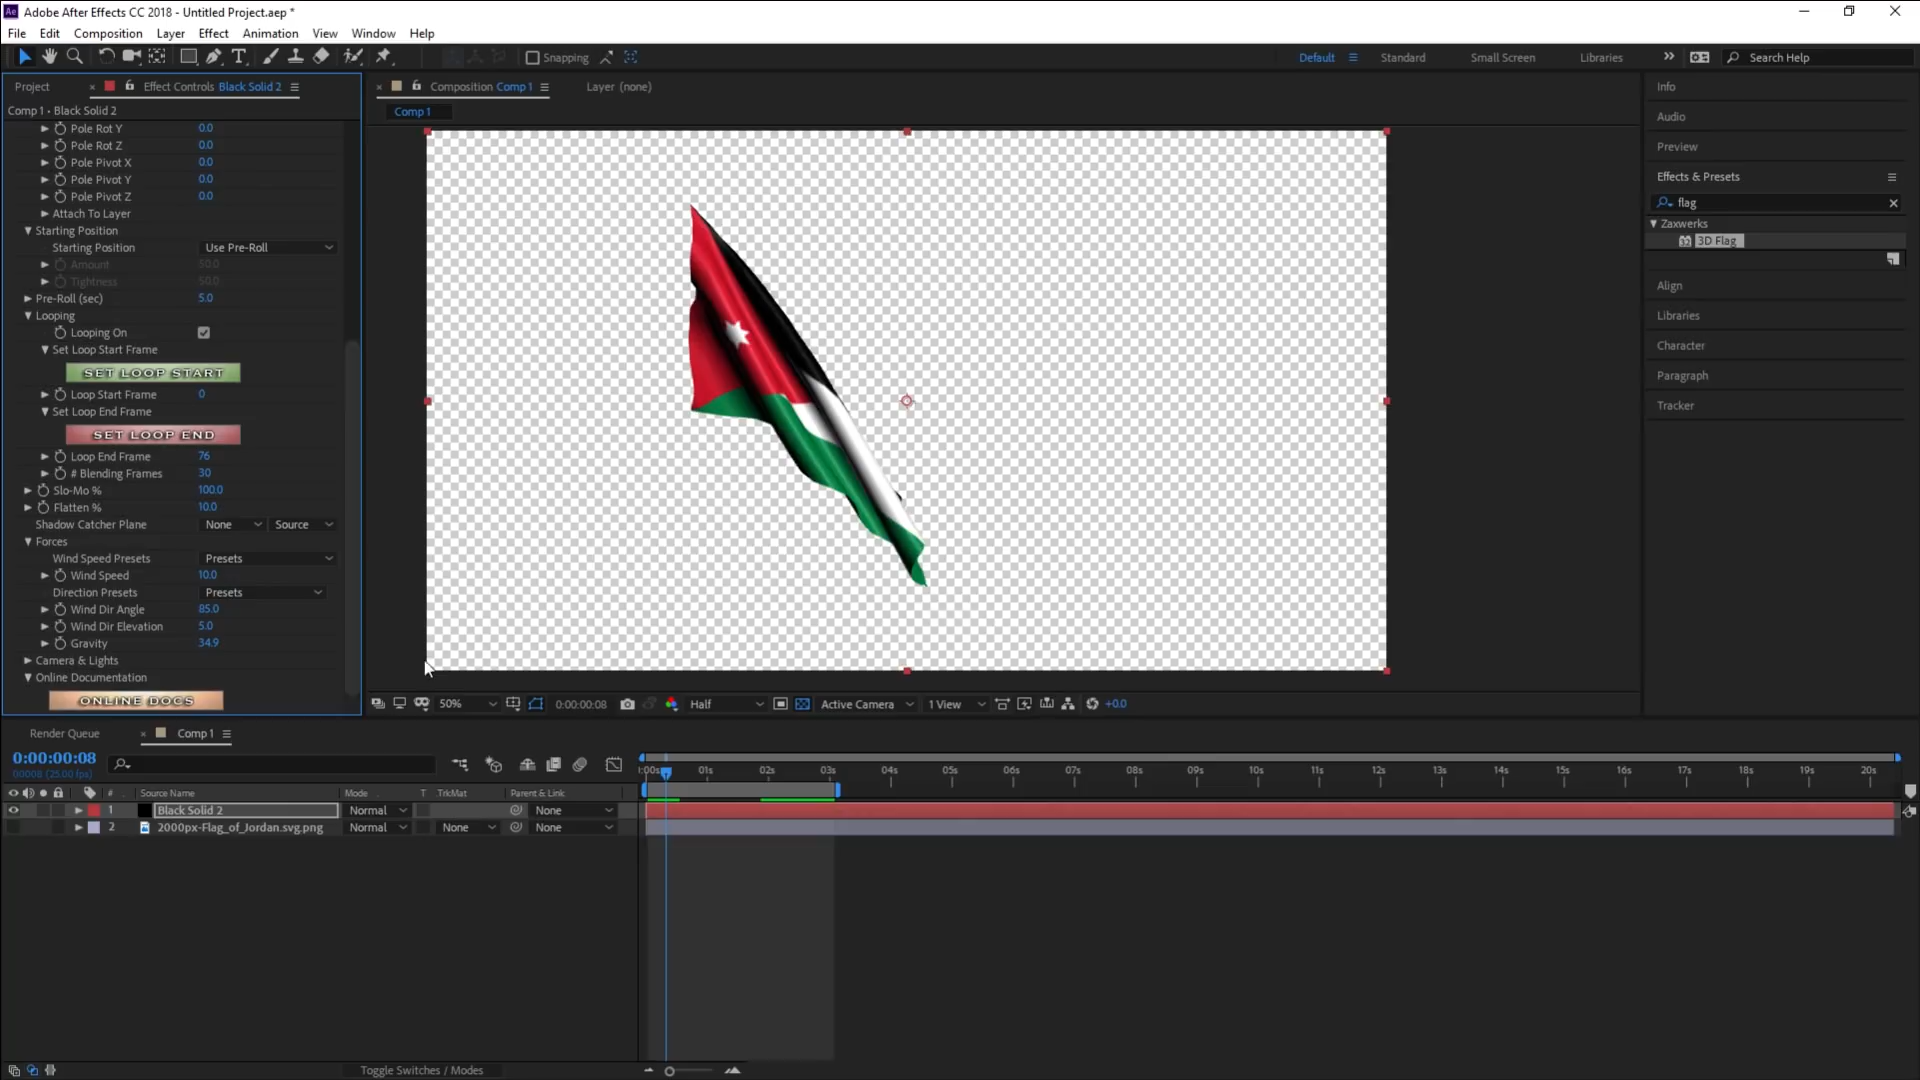 Ae Adobe After Effects CC 2018 - Untitled Project.aep *
File Edit Composition Layer Effect Animation View Window Help
Snapping Default Standard Small Screen Libraries Search Help
Project Effect Controls Black Solid 2 Composition Comp 1 Layer (none) Info
Comp 1 • Black Solid 2 Comp 1
Audio
Pole Rot Y 0.0
Pole Rot Z 0.0 Preview
Pole Pivot X 0.0
Pole Pivot Y 0.0 Effects & Presets
Pole Pivot Z 0.0 flag
Attach To Layer
Starting Position Zaxwerks
Starting Position Use Pre-Roll 32 3D Flag
Amount 50.0
Tightness 50.0 Align
Pre-Roll (sec) 5.0
Looping Libraries
Looping On
Set Loop Start Frame Character
SET LOOP START Paragraph
Loop Start Frame 0
Set Loop End Frame Tracker
SET LOOP END
Loop End Frame 76
# Blending Frames 30
Slo-Mo % 100.0
Flatten % 10.0
Shadow Catcher Plane None Source
Forces
Wind Speed Presets Presets
Wind Speed 10.0
Direction Presets Presets
Wind Dir Angle 85.0
Wind Dir Elevation 5.0
Gravity 34.9
Camera & Lights
Online Documentation
ONLINE DOCS
50% 0:00:00:08 Half Active Camera 1 View +0.0
Render Queue Comp 1
0:00:00:08
00008 (25.00 fps)
:00s 01s 02s 03s 04s 05s 06s 07s 08s 09s 10s 11s 12s 13s 14s 15s 16s 17s 18s 19s 20s
# Source Name Mode T TrkMat Parent & Link
1 Black Solid 2 Normal None
2 2000px-Flag_of_Jordan.svg.png Normal None None
Toggle Switches / Modes